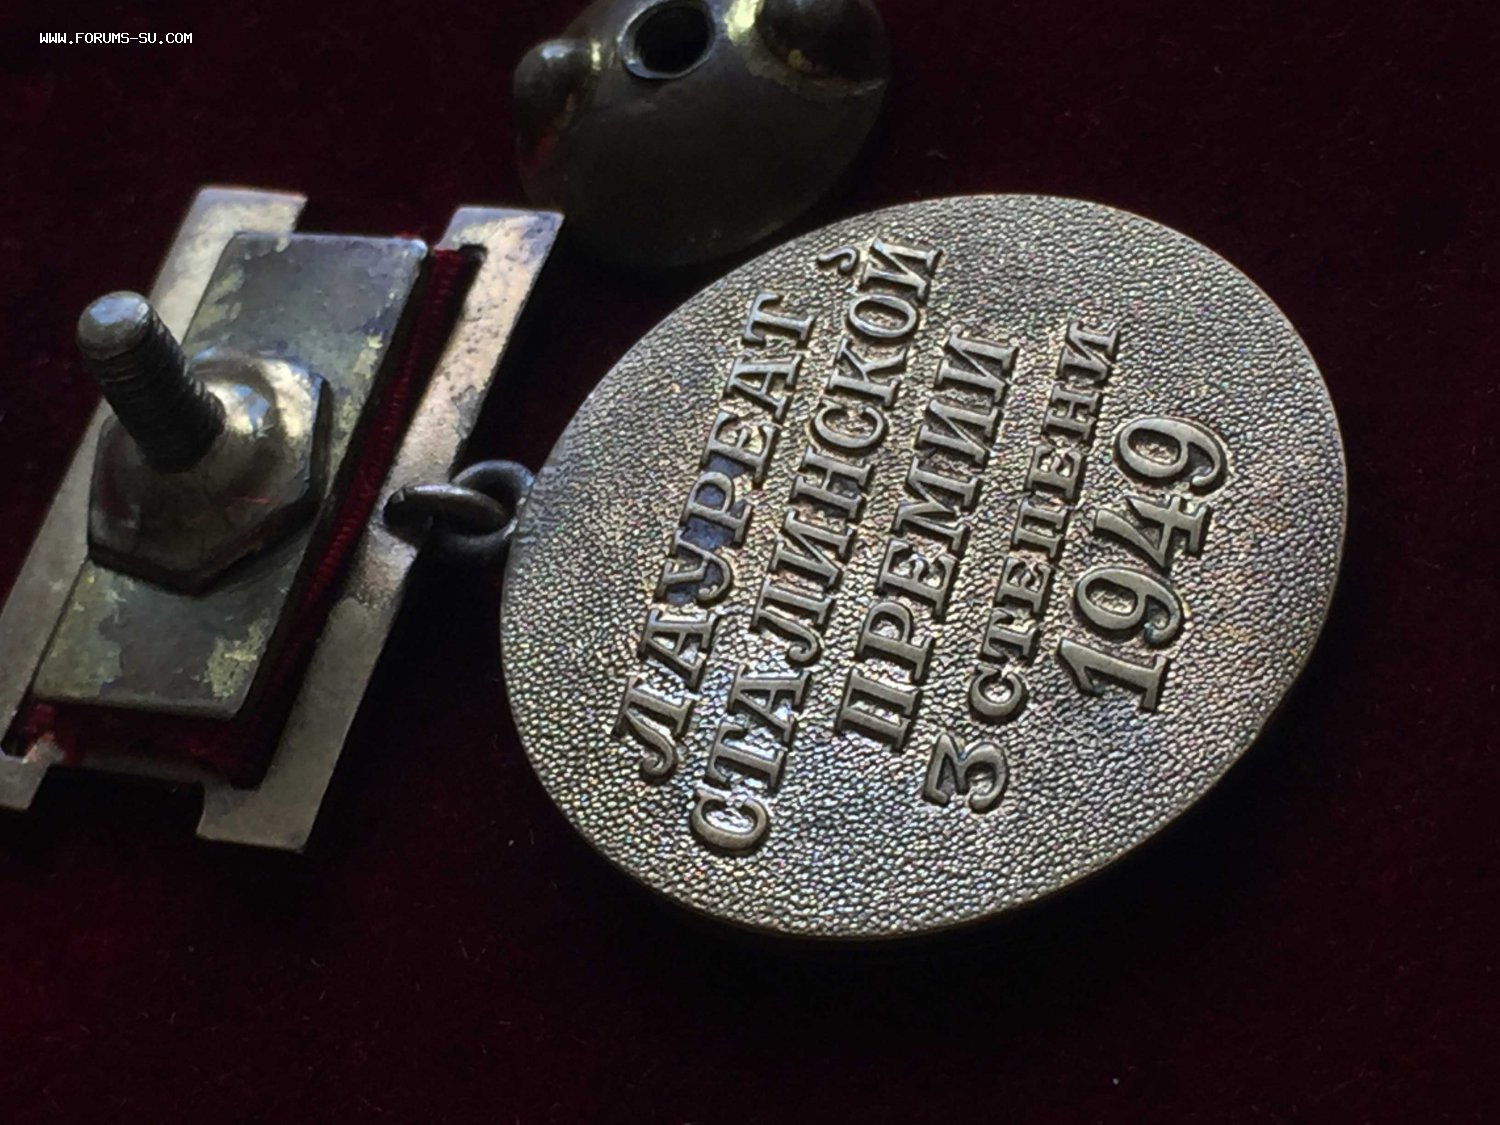 WWW.FORUMS-SU.COM
ЛАУРЕАТ
СТАЛИНСКОЙ
ПРЕМИИ
3 СТЕПЕНИ
1949